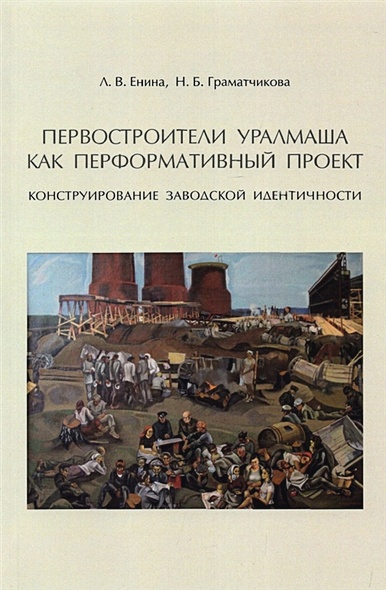 Л. В. Енина, Н. Б. Граматчикова
ПЕРВОСТРОИТЕЛИ УРАЛМАША
КАК ПЕРФОРМАТИВНЫЙ ПРОЕКТ
КОНСТРУИРОВАНИЕ ЗАВОДСКОЙ ИДЕНТИЧНОСТИ